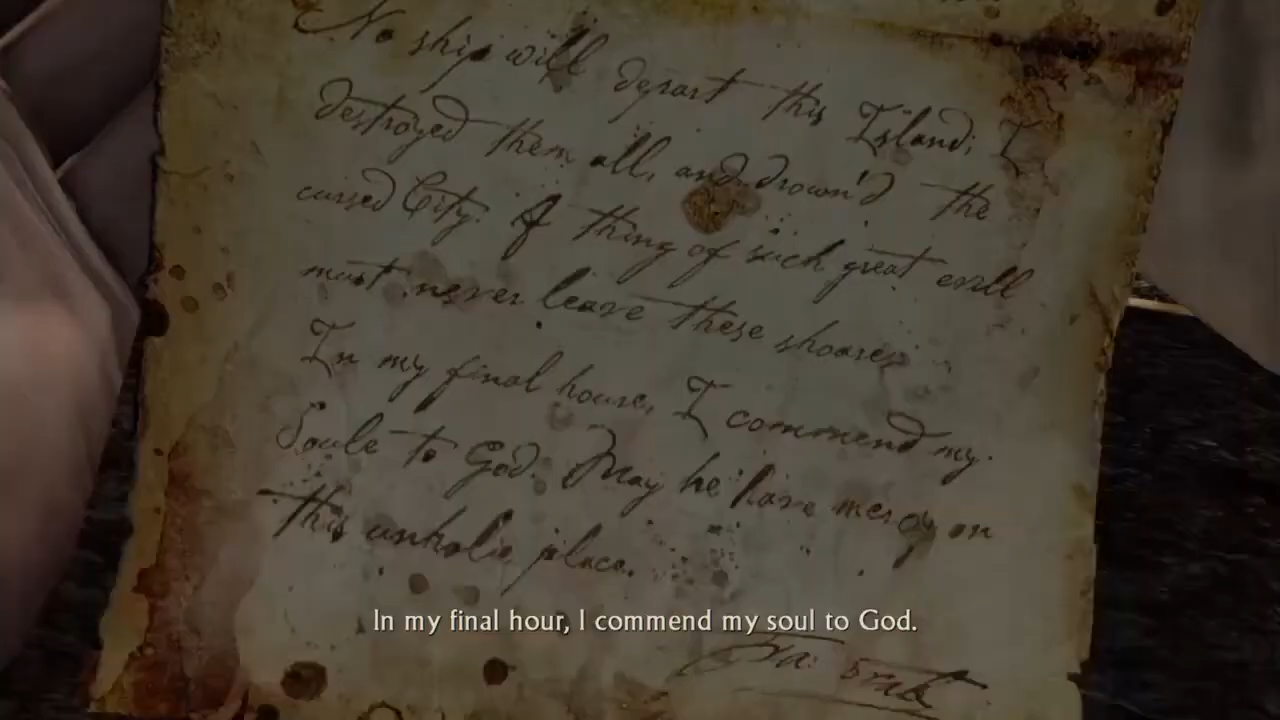 No ship will depart this Island; I
destroyed them all, and drown'd the
cursed City. A thing of such great evill
must never leave these shoares
In my final houre, I commend my
Soule to God. May he have mercy on
this unholie place.
In my final hour, I commend my soul to God.
Fra: